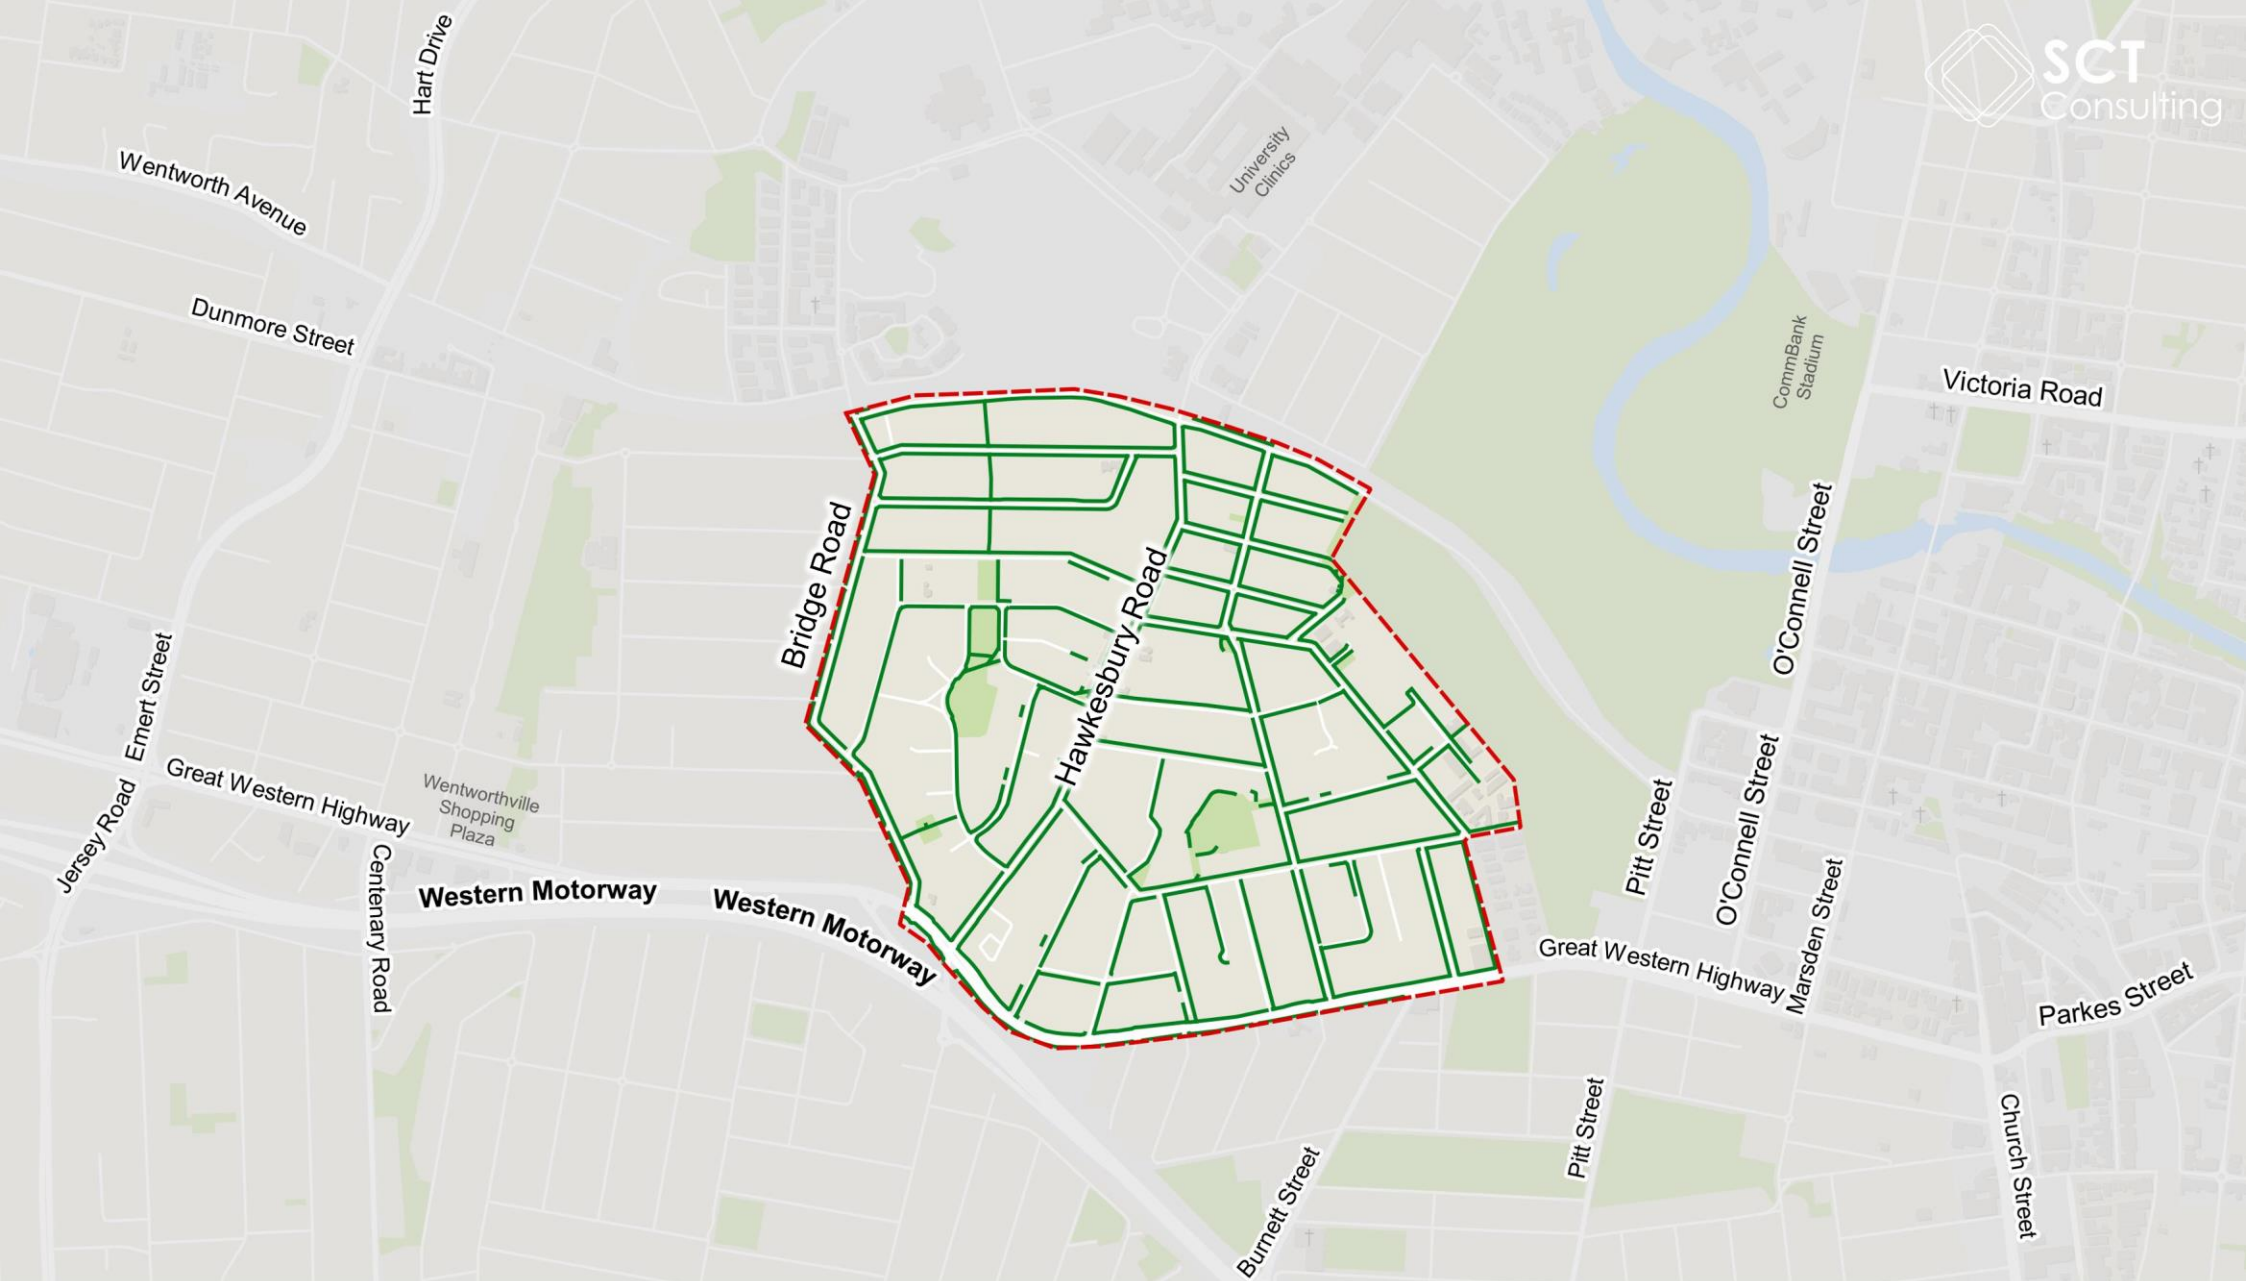 Hart Drive
SCT
Consulting
Wentworth Avenue
University
Clinics
Dunmore Street
CommBank
Stadium
Victoria Road
Bridge Road
O'Connell Street
Hawkesbury Road
Emert Street
Great Western Highway
Wentworthville
Shopping
Plaza
Jersey Road
Pitt Street
O'Connell Street
Centenary Road
Western Motorway
Western Motorway
Marsden Street
Great Western Highway
Parkes Street
Pitt Street
Church Street
Burnett Street